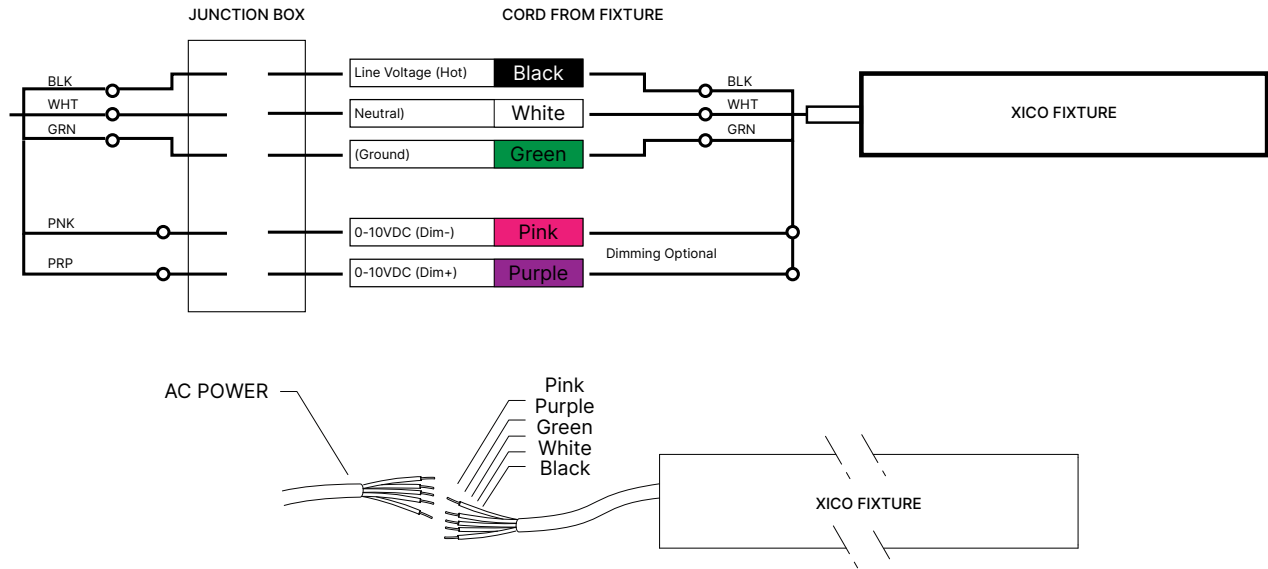 JUNCTION BOX
CORD FROM FIXTURE
BLK
Line Voltage (Hot)
Black
BLK
WHT
Neutral)
White
WHT
XICO FIXTURE
GRN
(Ground)
Green
GRN
PNK
0-10VDC (Dim-)
Pink
Dimming Optional
PRP
0-10VDC (Dim+)
Purple
AC POWER
Pink
Purple
Green
White
Black
XICO FIXTURE